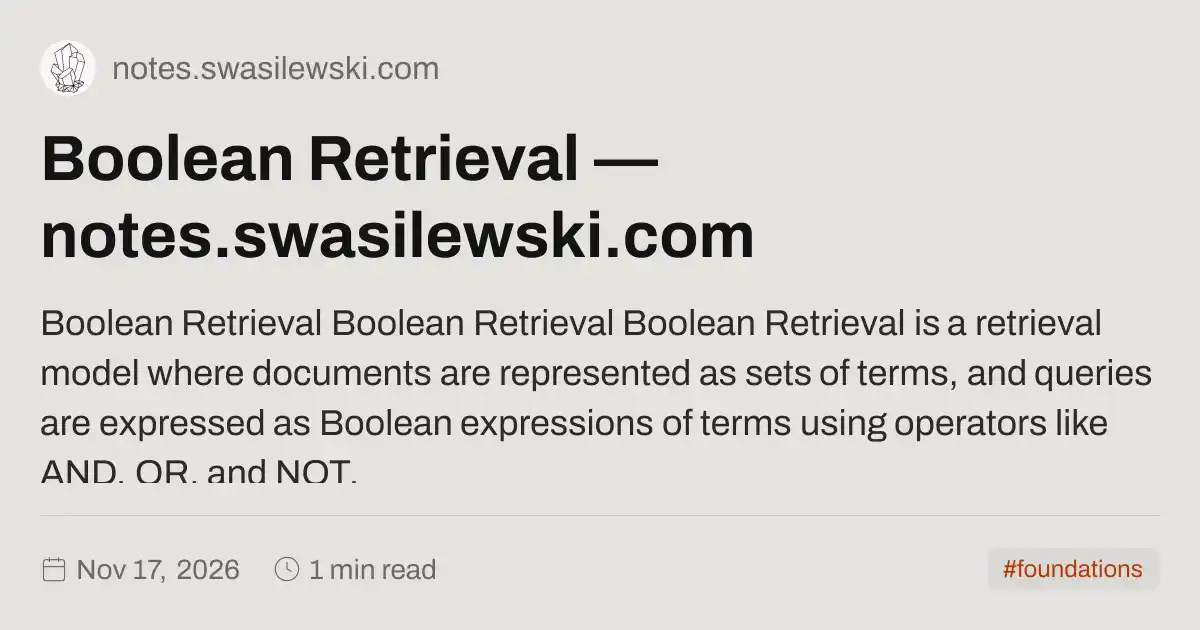 notes.swasilewski.com
Boolean Retrieval —
notes.swasilewski.com
Boolean Retrieval Boolean Retrieval Boolean Retrieval is a retrieval
model where documents are represented as sets of terms, and queries
are expressed as Boolean expressions of terms using operators like
AND, OR, and NOT.
Nov 17, 2026
1 min read
#foundations